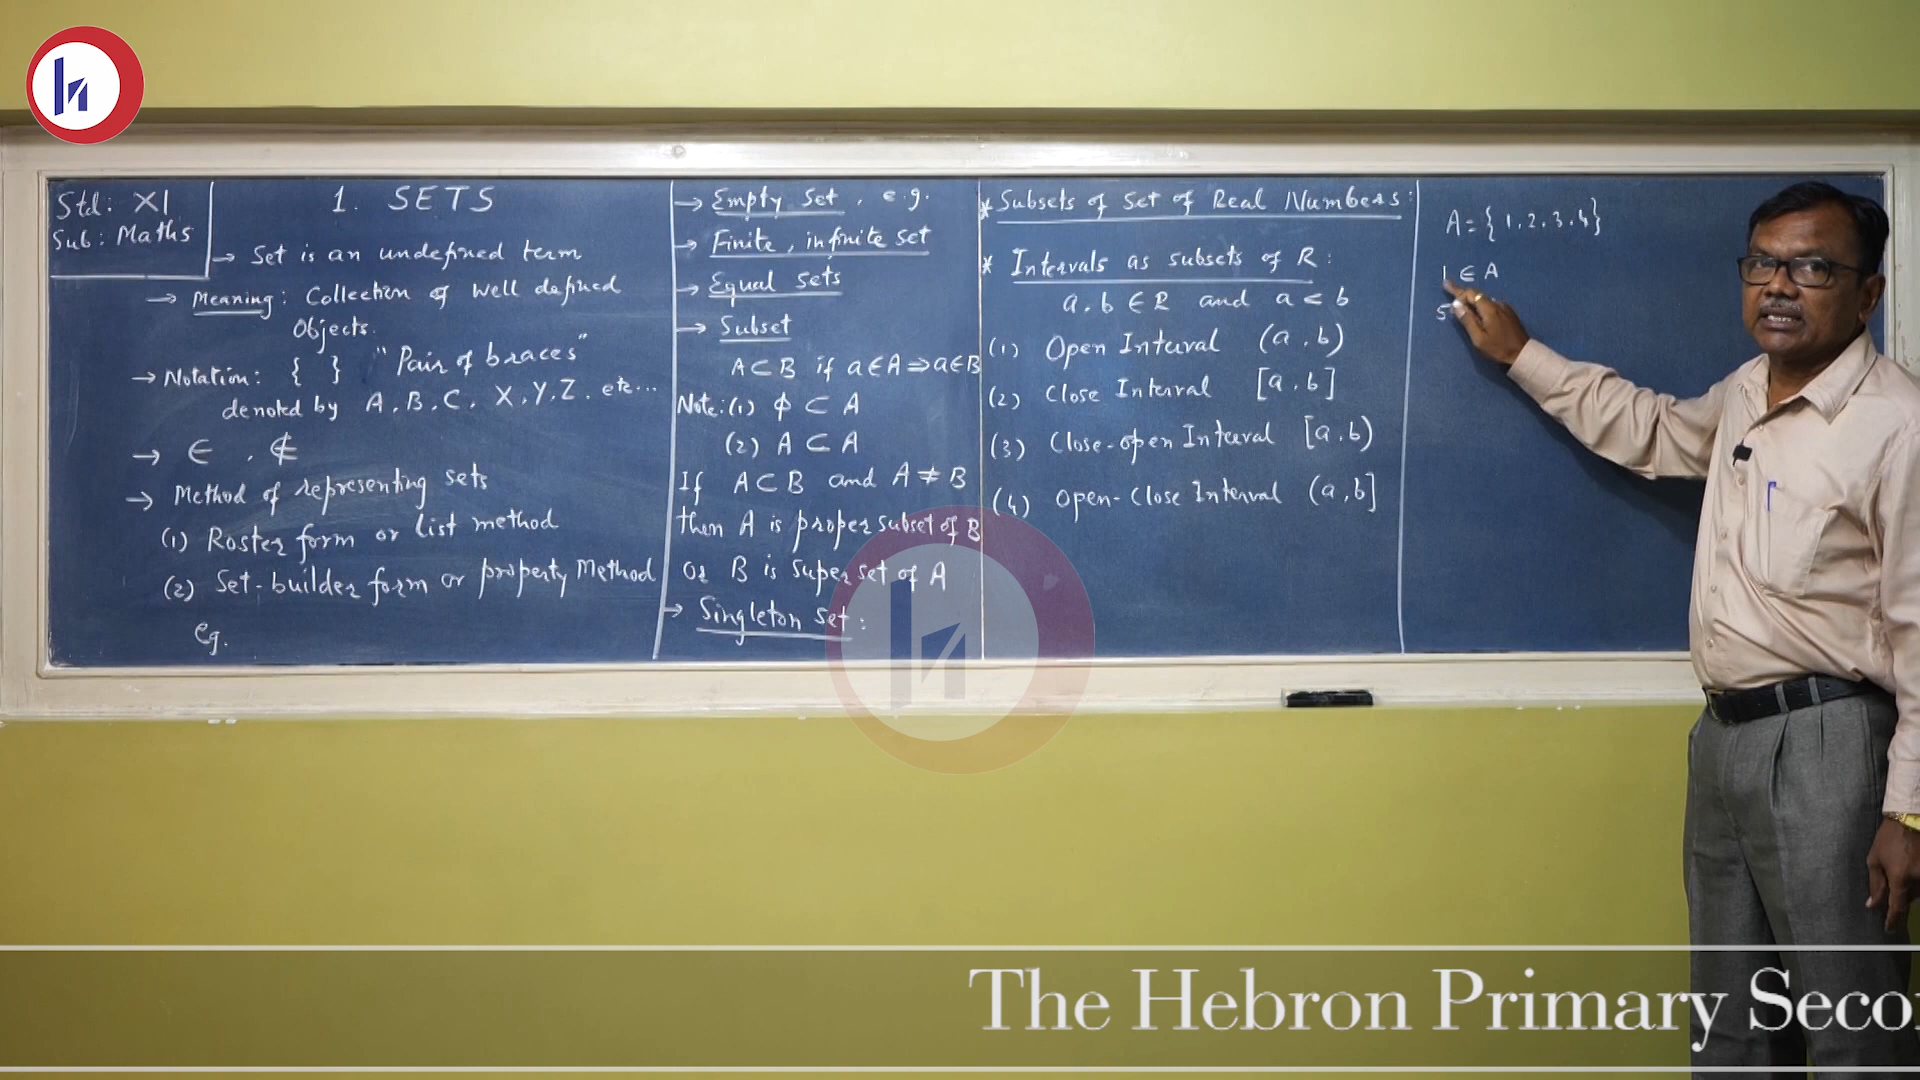 Std: XI
Sub: Maths
1. SETS
→ Set is an undefined term
→ Meaning: Collection of well defined
Objects.
→ Notation: { } "Pair of braces"
denoted by A, B, C, X, Y, Z, etc...
→ ∈ , ∉
→ Method of representing sets
(1) Roster form or list method
(2) Set-builder form or property Method
eg.
→ Empty set, e.g.
→ Finite, infinite set
→ Equal sets
→ Subset
A⊂B if a∈A⇒a∈B
Note: (1) ϕ ⊂ A
(2) A ⊂ A
If A⊂B and A≠B
then A is proper subset of B
or B is super set of A
→ Singleton set:
* Subsets of Set of Real Numbers:
* Intervals as subsets of R:
a, b ∈ R and a < b
(1) Open Interval (a, b)
(2) Close Interval [a, b]
(3) Close-open Interval [a, b)
(4) Open-Close Interval (a, b]
A = { 1, 2, 3, 4}
1 ∈ A
5
The Hebron Primary Seco